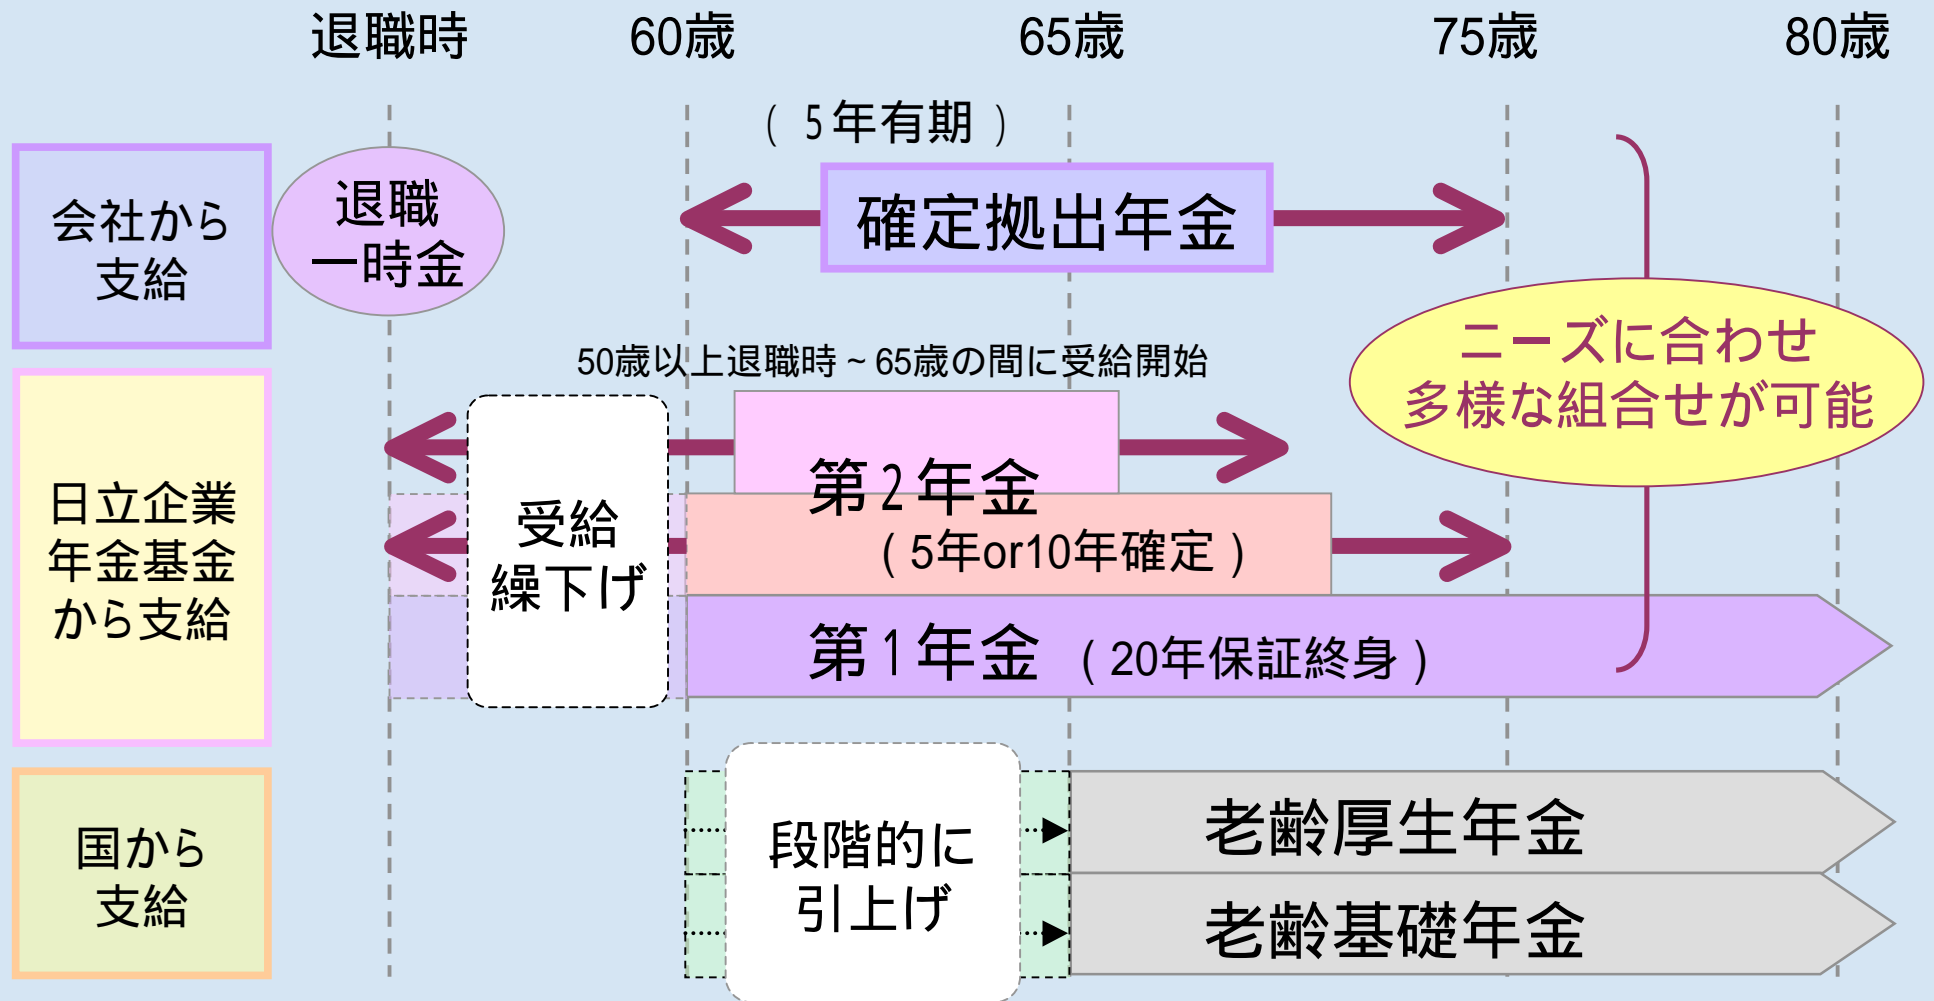 退職時 60歳 65歳 75歳 80歳
( 5年有期 )
会社から
支給
退職
一時金
確定拠出年金
ニーズに合わせ
多様な組合せが可能
50歳以上退職時~65歳の間に受給開始
日立企業
年金基金
から支給
受給
繰下げ
第2年金
(5年or10年確定)
第1年金 (20年保証終身)
国から
支給
段階的に
引上げ
老齢厚生年金
老齢基礎年金